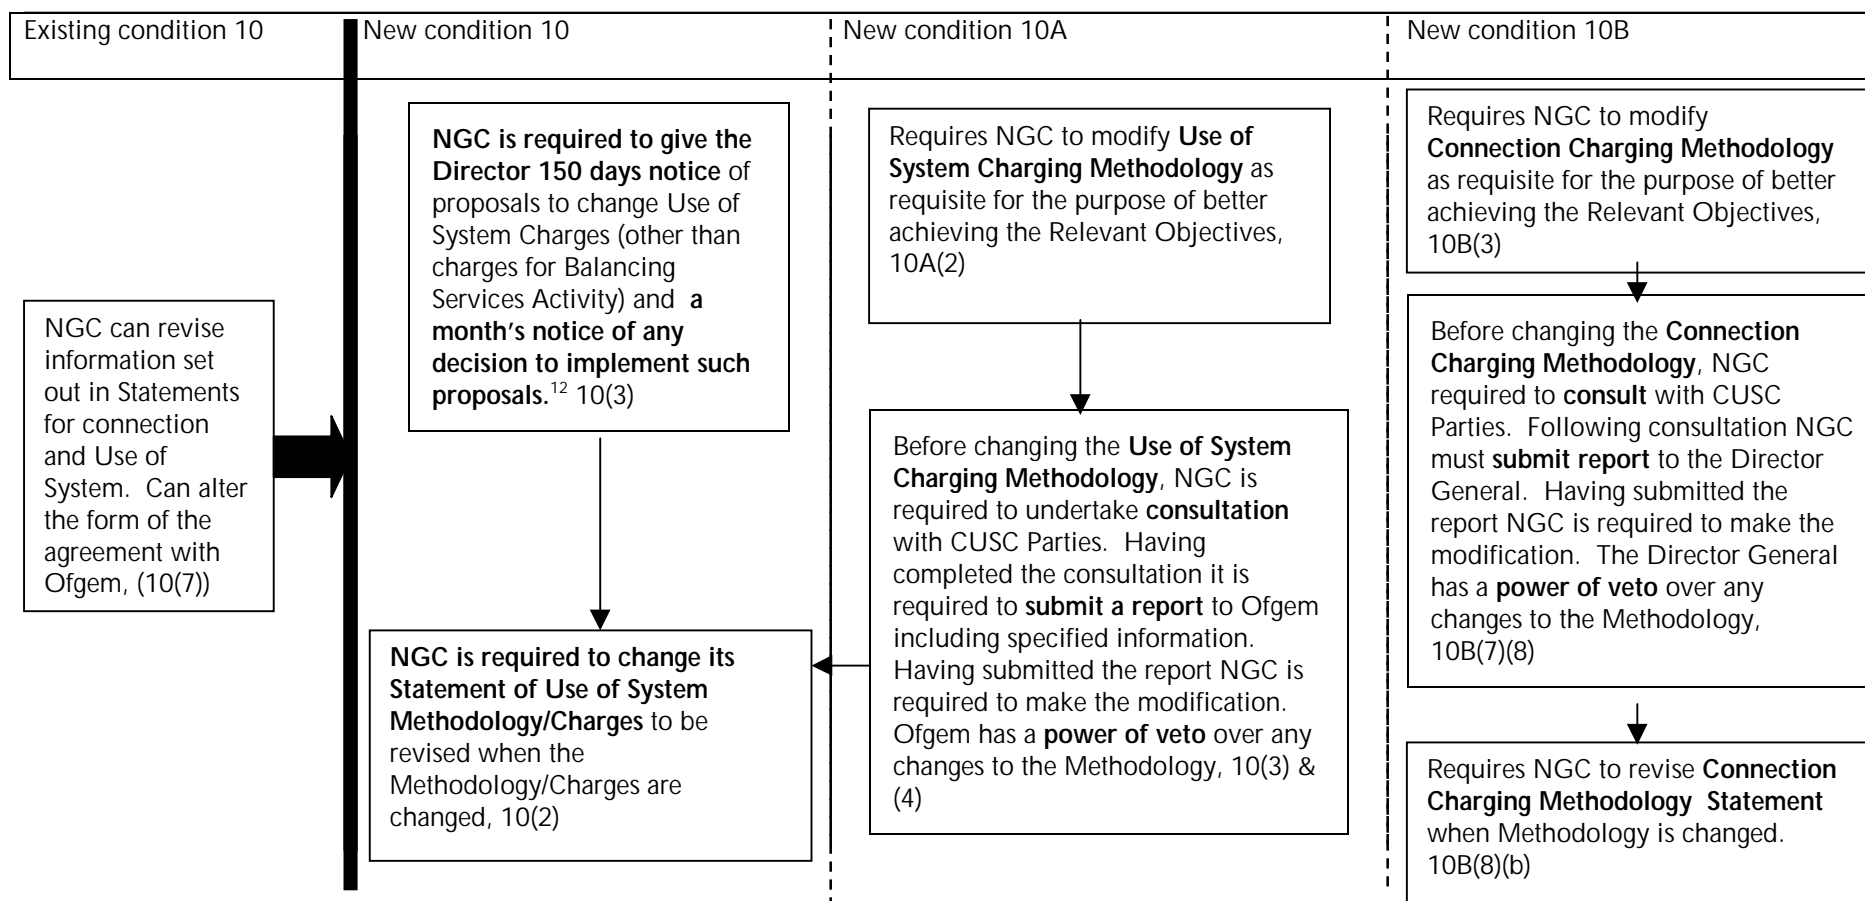 Existing condition 10
New condition 10
New condition 10A
New condition 10B
NGC can revise
information set
out in Statements
for connection
and Use of
System. Can alter
the form of the
agreement with
Ofgem, (10(7))
NGC is required to give the
Director 150 days notice of
proposals to change Use of
System Charges (other than
charges for Balancing
Services Activity) and a
month's notice of any
decision to implement such
proposals.12 10(3)
NGC is required to change its
Statement of Use of System
Methodology/Charges to be
revised when the
Methodology/Charges are
changed, 10(2)
Requires NGC to modify Use of
System Charging Methodology as
requisite for the purpose of better
achieving the Relevant Objectives,
10A(2)
Before changing the Use of System
Charging Methodology, NGC is
required to undertake consultation
with CUSC Parties. Having
completed the consultation it is
required to submit a report to Ofgem
including specified information.
Having submitted the report NGC is
required to make the modification.
Ofgem has a power of veto over any
changes to the Methodology, 10(3) &
(4)
Requires NGC to modify
Connection Charging Methodology
as requisite for the purpose of better
achieving the Relevant Objectives,
10B(3)
Before changing the Connection
Charging Methodology, NGC
required to consult with CUSC
Parties. Following consultation NGC
must submit report to the Director
General. Having submitted the
report NGC is required to make the
modification. The Director General
has a power of veto over any
changes to the Methodology,
10B(7)(8)
Requires NGC to revise Connection
Charging Methodology Statement
when Methodology is changed.
10B(8)(b)